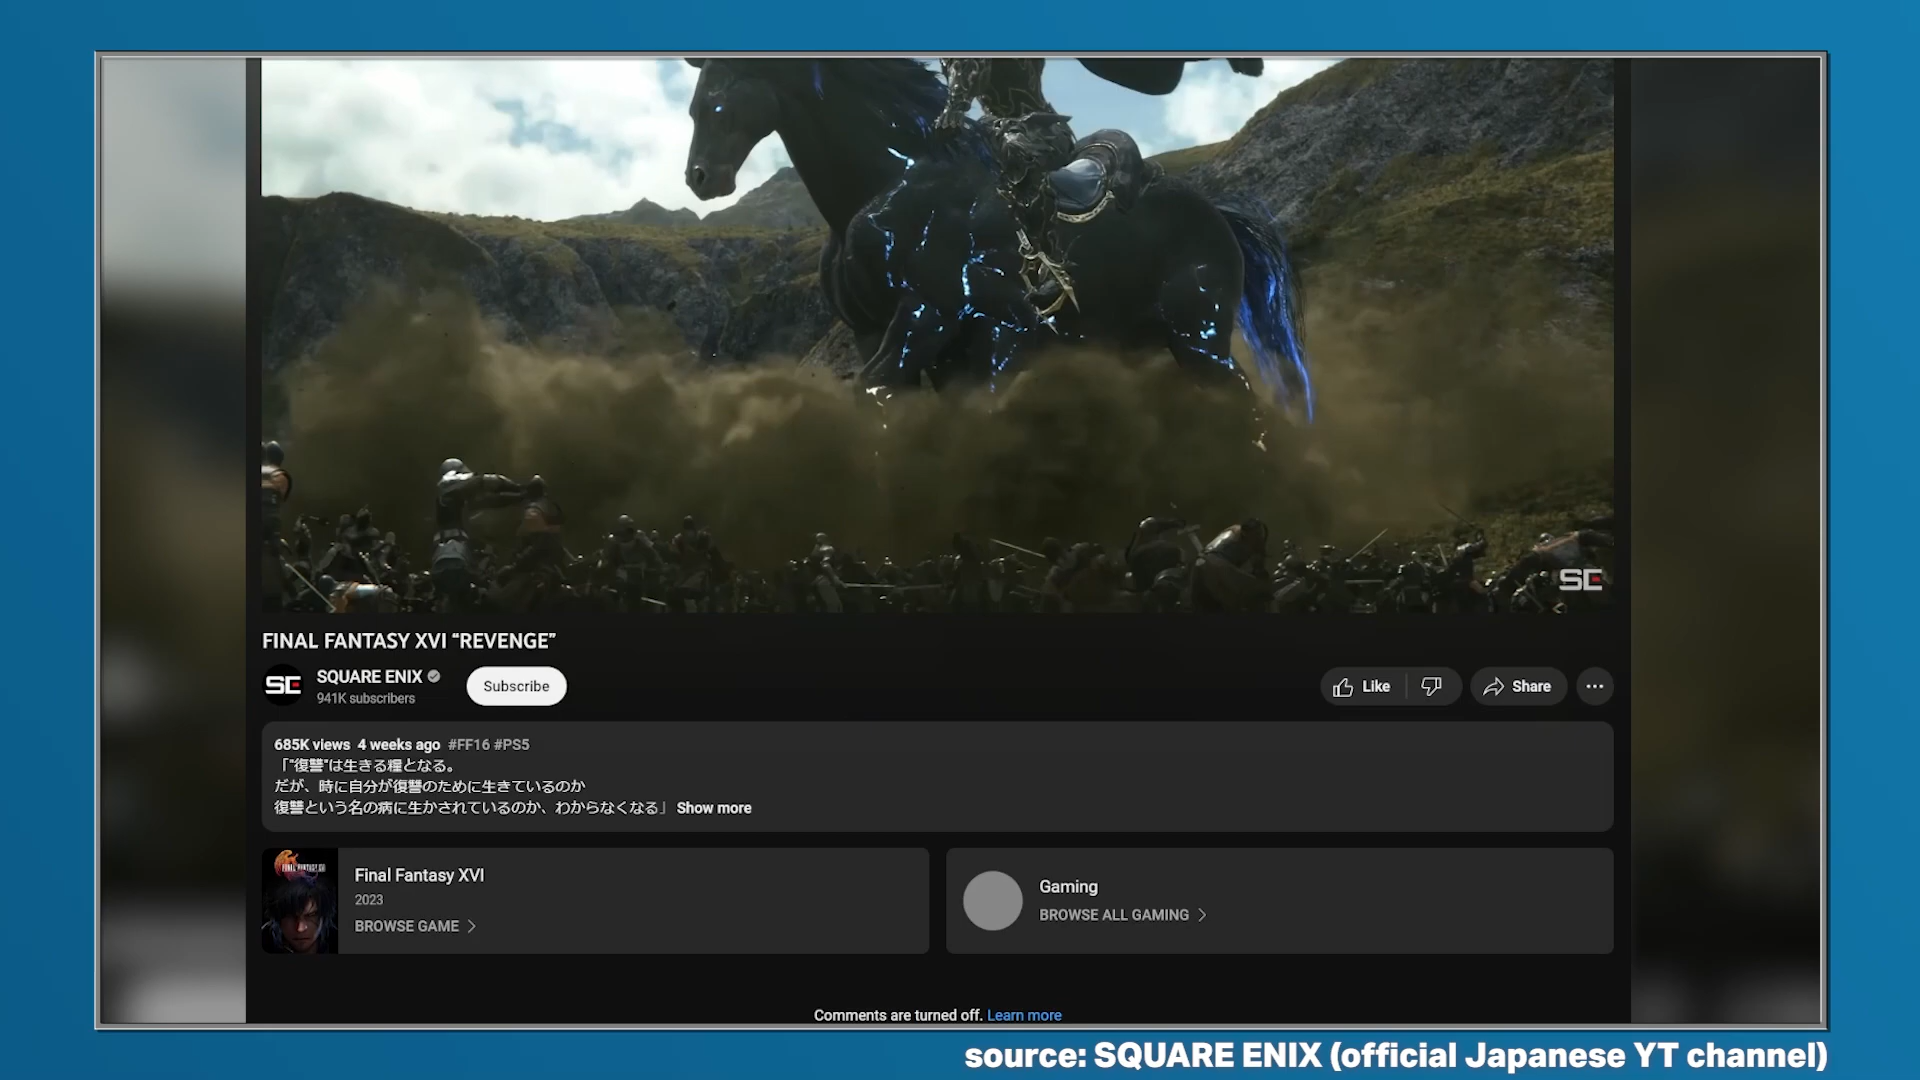 SE
FINAL FANTASY XVI “REVENGE”
SE
SQUARE ENIX
941K subscribers
Subscribe
Like
Share
685K views 4 weeks ago #FF16 #PS5
「“復讐”は生きる糧となる。
だが、時に自分が復讐のために生きているのか
復讐という名の病に生かされているのか、わからなくなる」 Show more
FINAL FANTASY XVI
Final Fantasy XVI
2023
BROWSE GAME
Gaming
BROWSE ALL GAMING
Comments are turned off. Learn more
source: SQUARE ENIX (official Japanese YT channel)